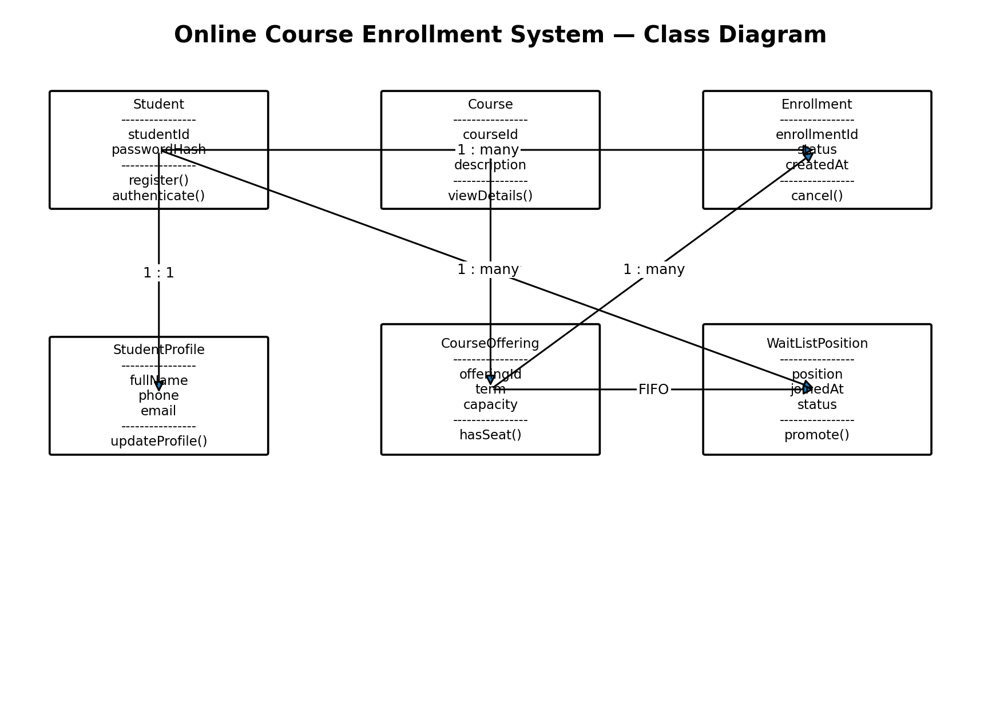 Online Course Enrollment System — Class Diagram
Student
----------------
studentId
passwordHash
----------------
register()
authenticate()
Course
----------------
courseId
1 : many
description
----------------
viewDetails()
Enrollment
----------------
enrollmentId
status
createdAt
----------------
cancel()
1 : 1
1 : many
1 : many
StudentProfile
----------------
fullName
phone
email
----------------
updateProfile()
CourseOffering
----------------
offeringId
term
capacity
----------------
hasSeat()
FIFO
WaitListPosition
----------------
position
joinedAt
status
----------------
promote()